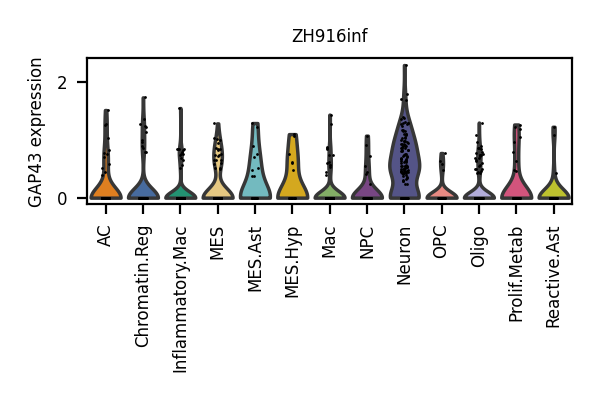 ZH916inf
GAP43 expression
2
0
AC
Chromatin.Reg
Inflammatory.Mac
MES
MES.Ast
MES.Hyp
Mac
NPC
Neuron
OPC
Oligo
Prolif.Metab
Reactive.Ast